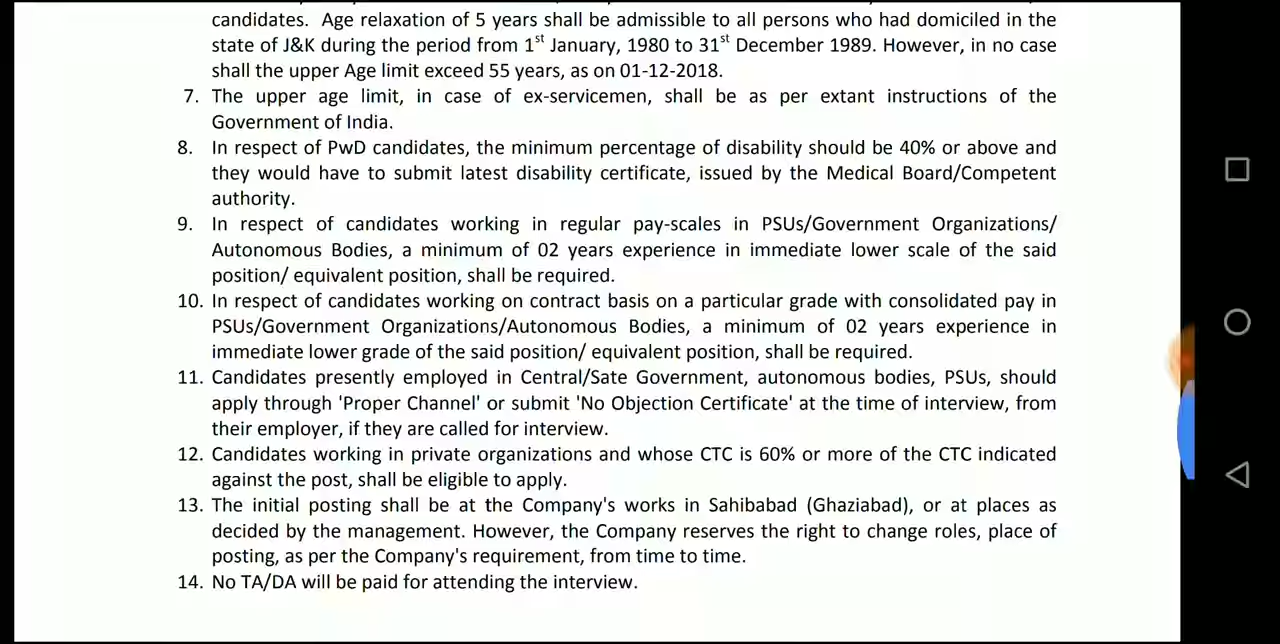 candidates. Age relaxation of 5 years shall be admissible to all persons who had domiciled in the
state of J&K during the period from 1st January, 1980 to 31st December 1989. However, in no case
shall the upper Age limit exceed 55 years, as on 01-12-2018.
7. The upper age limit, in case of ex-servicemen, shall be as per extant instructions of the
Government of India.
8. In respect of PwD candidates, the minimum percentage of disability should be 40% or above and
they would have to submit latest disability certificate, issued by the Medical Board/Competent
authority.
9. In respect of candidates working in regular pay-scales in PSUs/Government Organizations/
Autonomous Bodies, a minimum of 02 years experience in immediate lower scale of the said
position/ equivalent position, shall be required.
10. In respect of candidates working on contract basis on a particular grade with consolidated pay in
PSUs/Government Organizations/Autonomous Bodies, a minimum of 02 years experience in
immediate lower grade of the said position/ equivalent position, shall be required.
11. Candidates presently employed in Central/Sate Government, autonomous bodies, PSUs, should
apply through 'Proper Channel' or submit 'No Objection Certificate' at the time of interview, from
their employer, if they are called for interview.
12. Candidates working in private organizations and whose CTC is 60% or more of the CTC indicated
against the post, shall be eligible to apply.
13. The initial posting shall be at the Company's works in Sahibabad (Ghaziabad), or at places as
decided by the management. However, the Company reserves the right to change roles, place of
posting, as per the Company's requirement, from time to time.
14. No TA/DA will be paid for attending the interview.